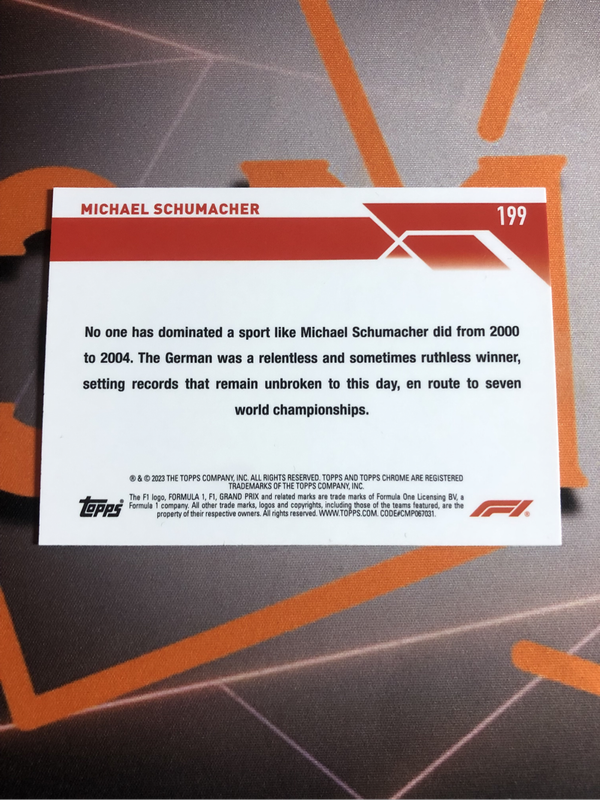 MICHAEL SCHUMACHER
199
No one has dominated a sport like Michael Schumacher did from 2000
to 2004. The German was a relentless and sometimes ruthless winner,
setting records that remain unbroken to this day, en route to seven
world championships.
® & © 2023 THE TOPPS COMPANY, INC. ALL RIGHTS RESERVED. TOPPS AND TOPPS CHROME ARE REGISTERED
TRADEMARKS OF THE TOPPS COMPANY, INC.
The F1 logo, FORMULA 1, F1, GRAND PRIX and related marks are trade marks of Formula One Licensing BV, a
Formula 1 company. All other trade marks, logos and copyrights, including those of the teams featured, are the
property of their respective owners. All rights reserved. WWW.TOPPS.COM. CODE#CMP067031.
Topps®
F1®